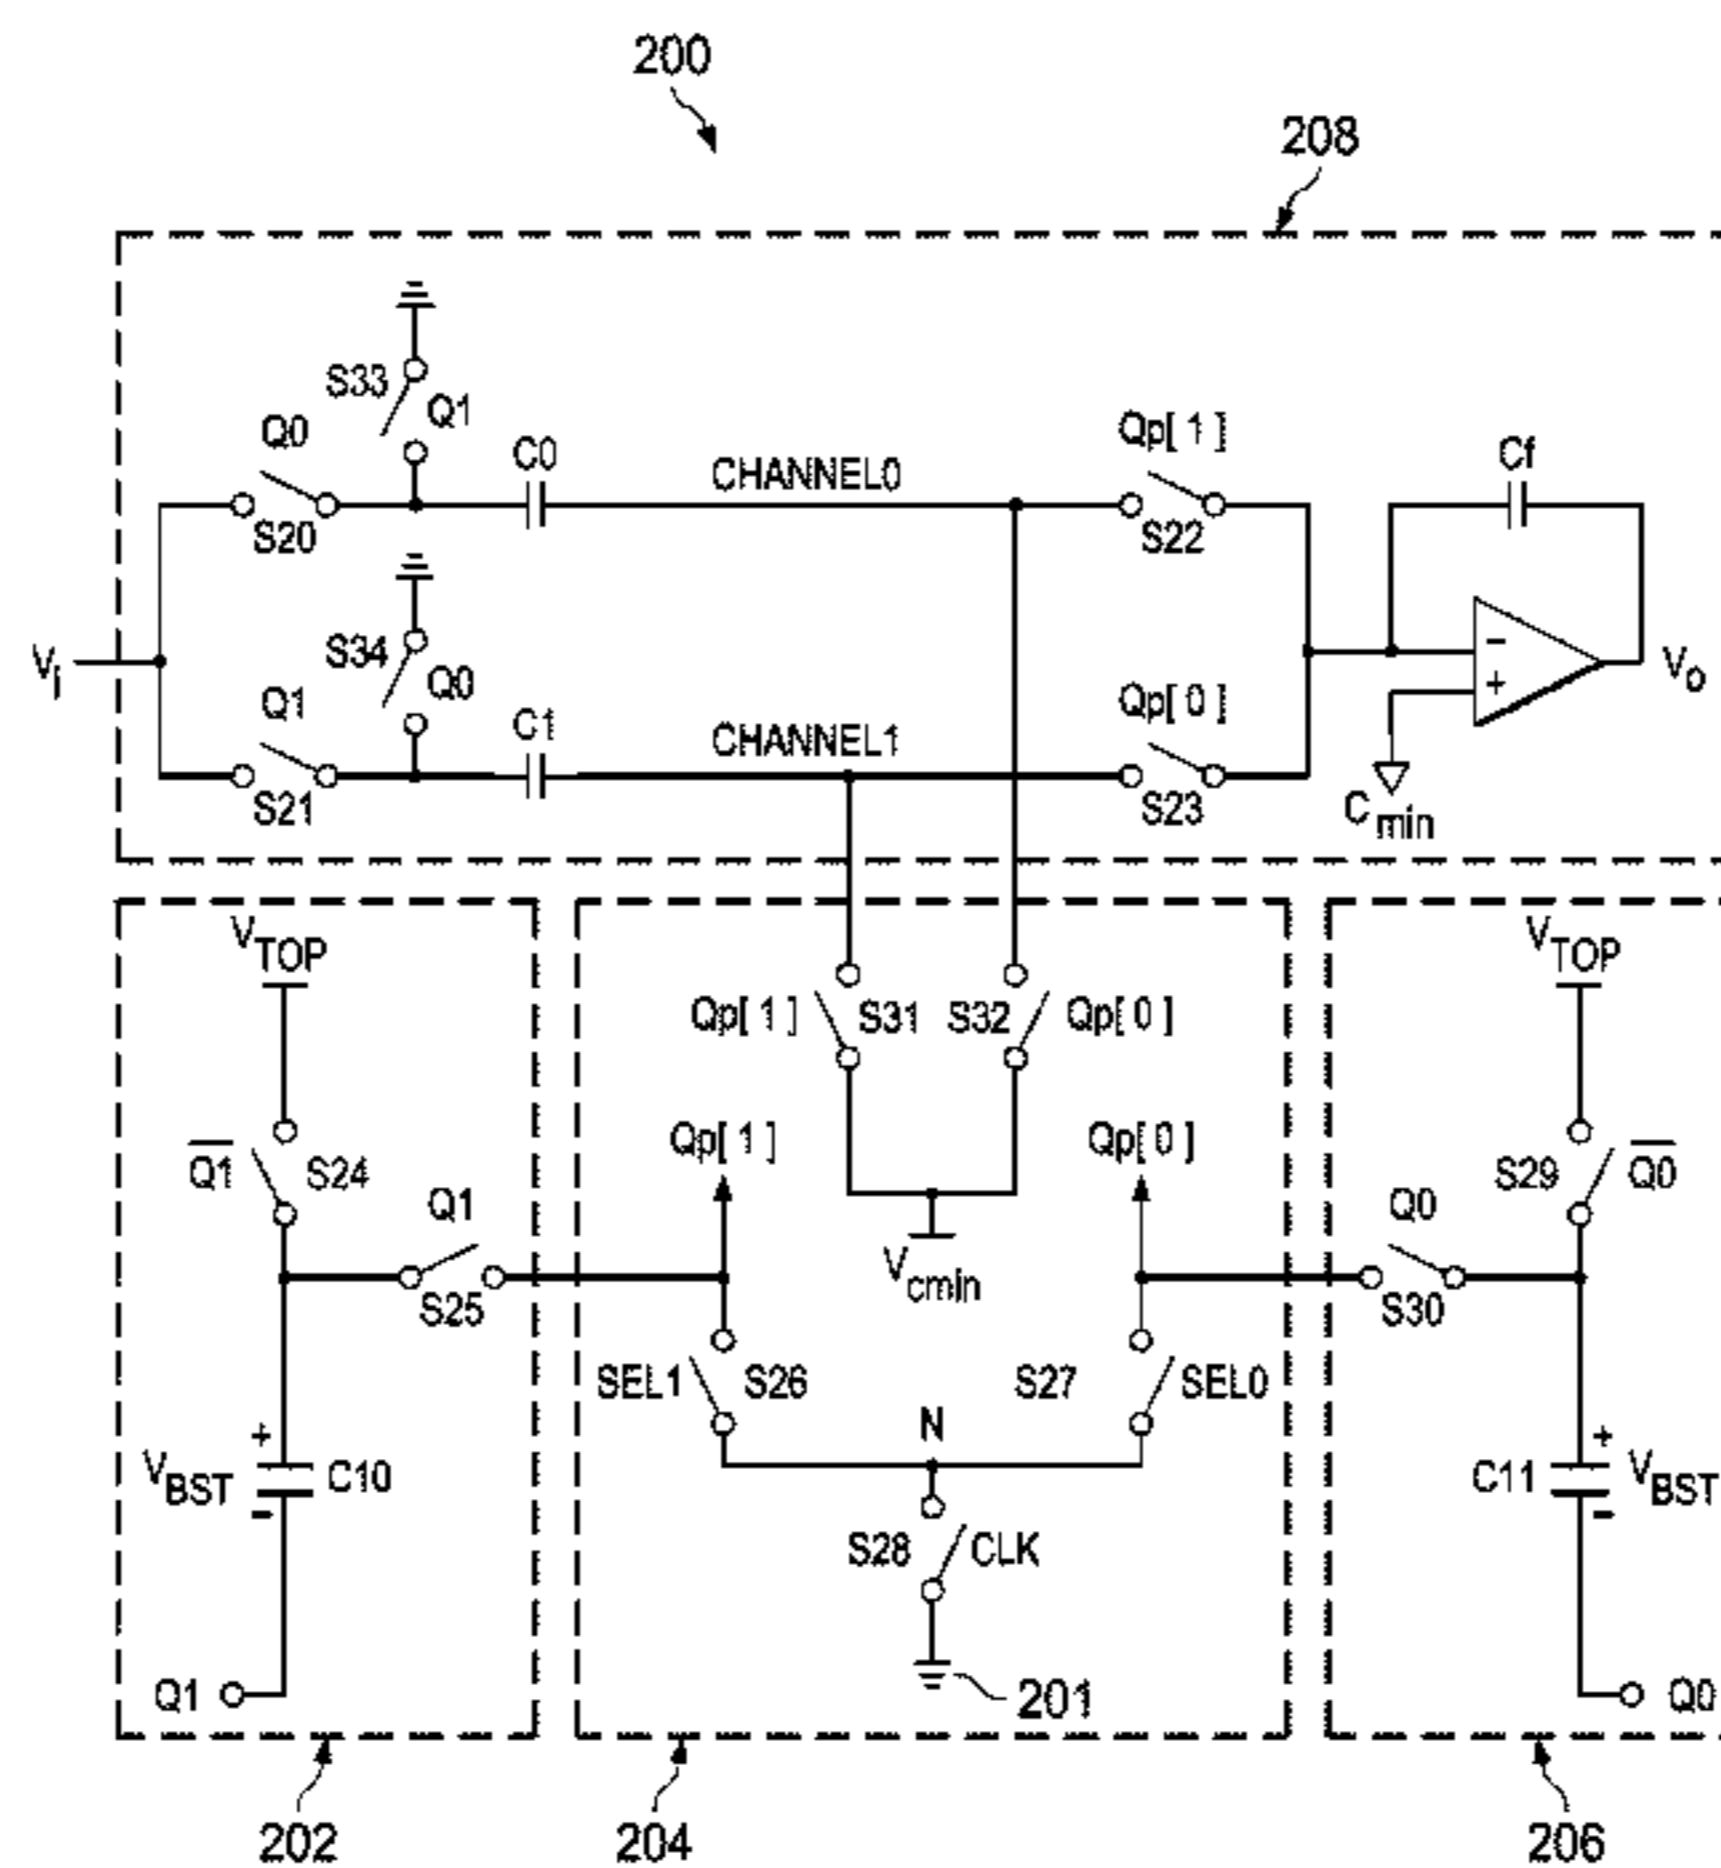 200
208
S33
Q1
Q0
S20
C0
CHANNEL0
Qp[1]
S22
Cf
S34
Q0
Vi
Q1
S21
C1
CHANNEL1
Qp[0]
S23
-
+
Vo
Cmin
VTOP
VTOP
Qp[1]
S31
S32
Qp[0]
Q1
S24
Q1
S25
Qp[1]
Qp[0]
Vcmin
Q0
S30
S29
Q0
SEL1
S26
S27
SEL0
N
+
VBST
C10
-
S28
CLK
C11
+
VBST
-
Q1
201
Q0
202
204
206